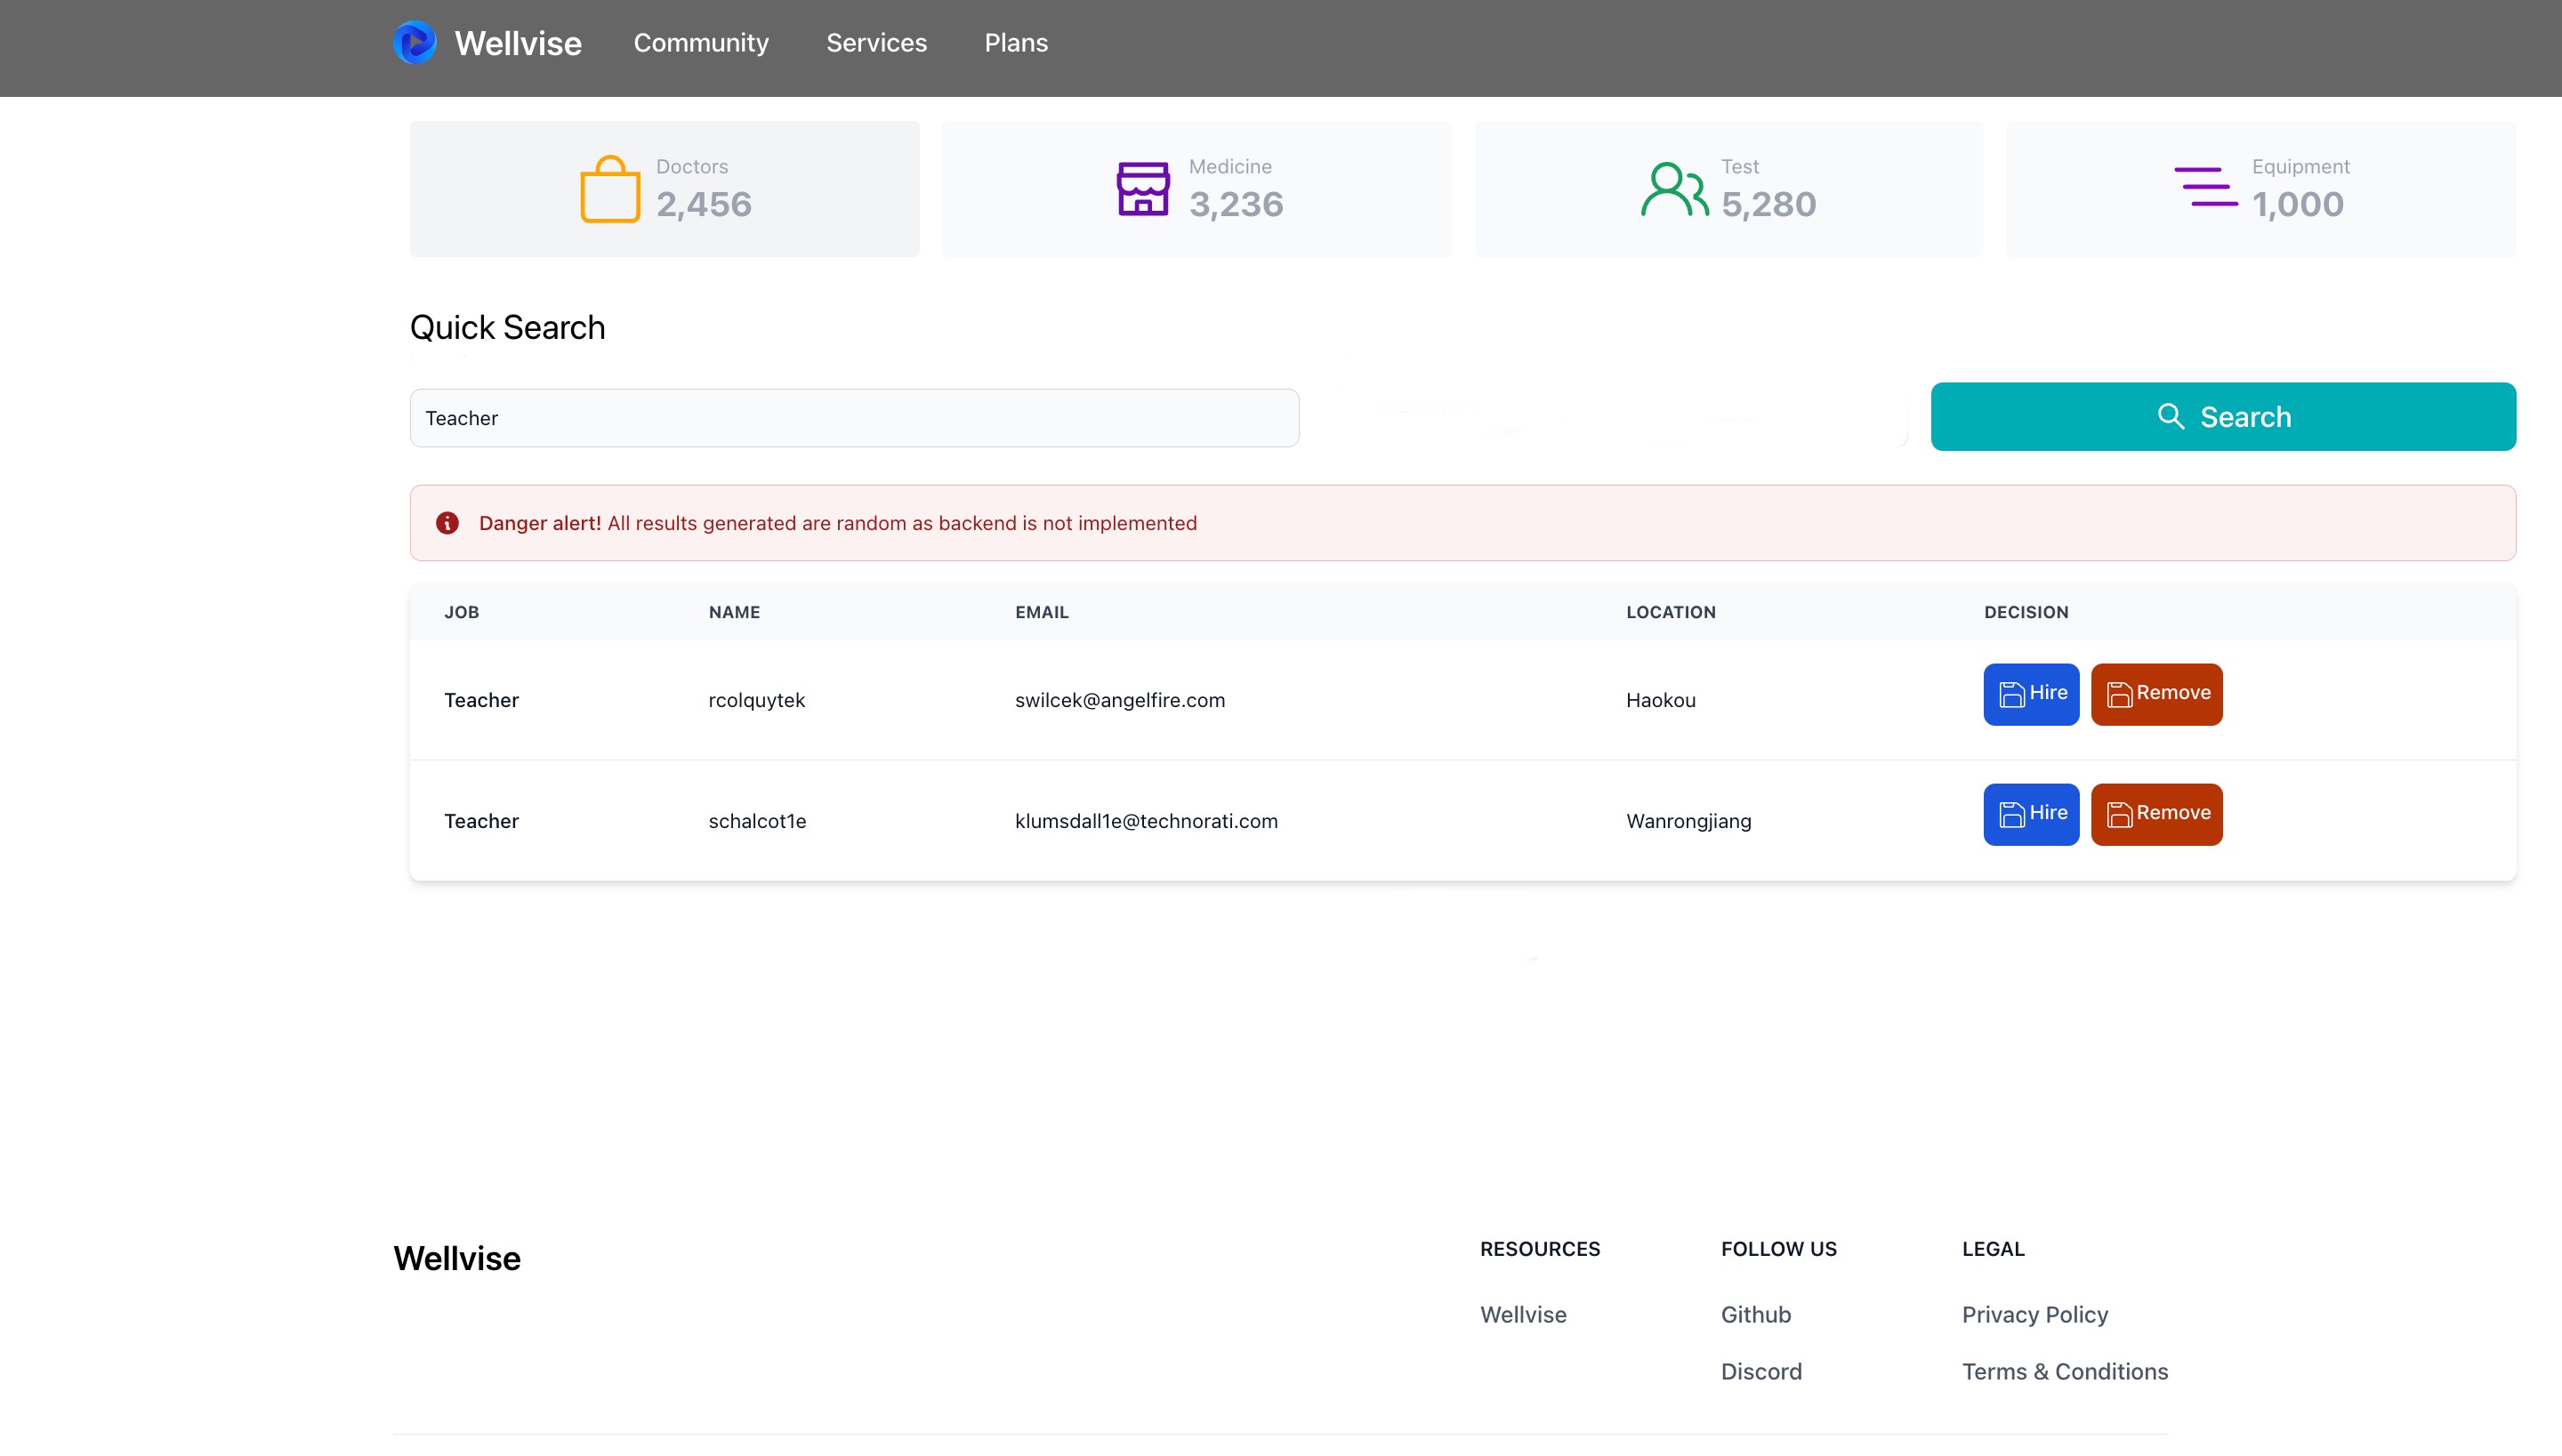 Wellvise Community Services Plans
Doctors
2,456
Medicine
3,236
Test
5,280
Equipment
1,000
Quick Search
Teacher
Search
Danger alert! All results generated are random as backend is not implemented
JOB NAME EMAIL LOCATION DECISION
Teacher rcolquytek swilcek@angelfire.com Haokou Hire Remove
Teacher schalcot1e klumsdall1e@technorati.com Wanrongjiang Hire Remove
Wellvise
RESOURCES
Wellvise
FOLLOW US
Github
Discord
LEGAL
Privacy Policy
Terms & Conditions